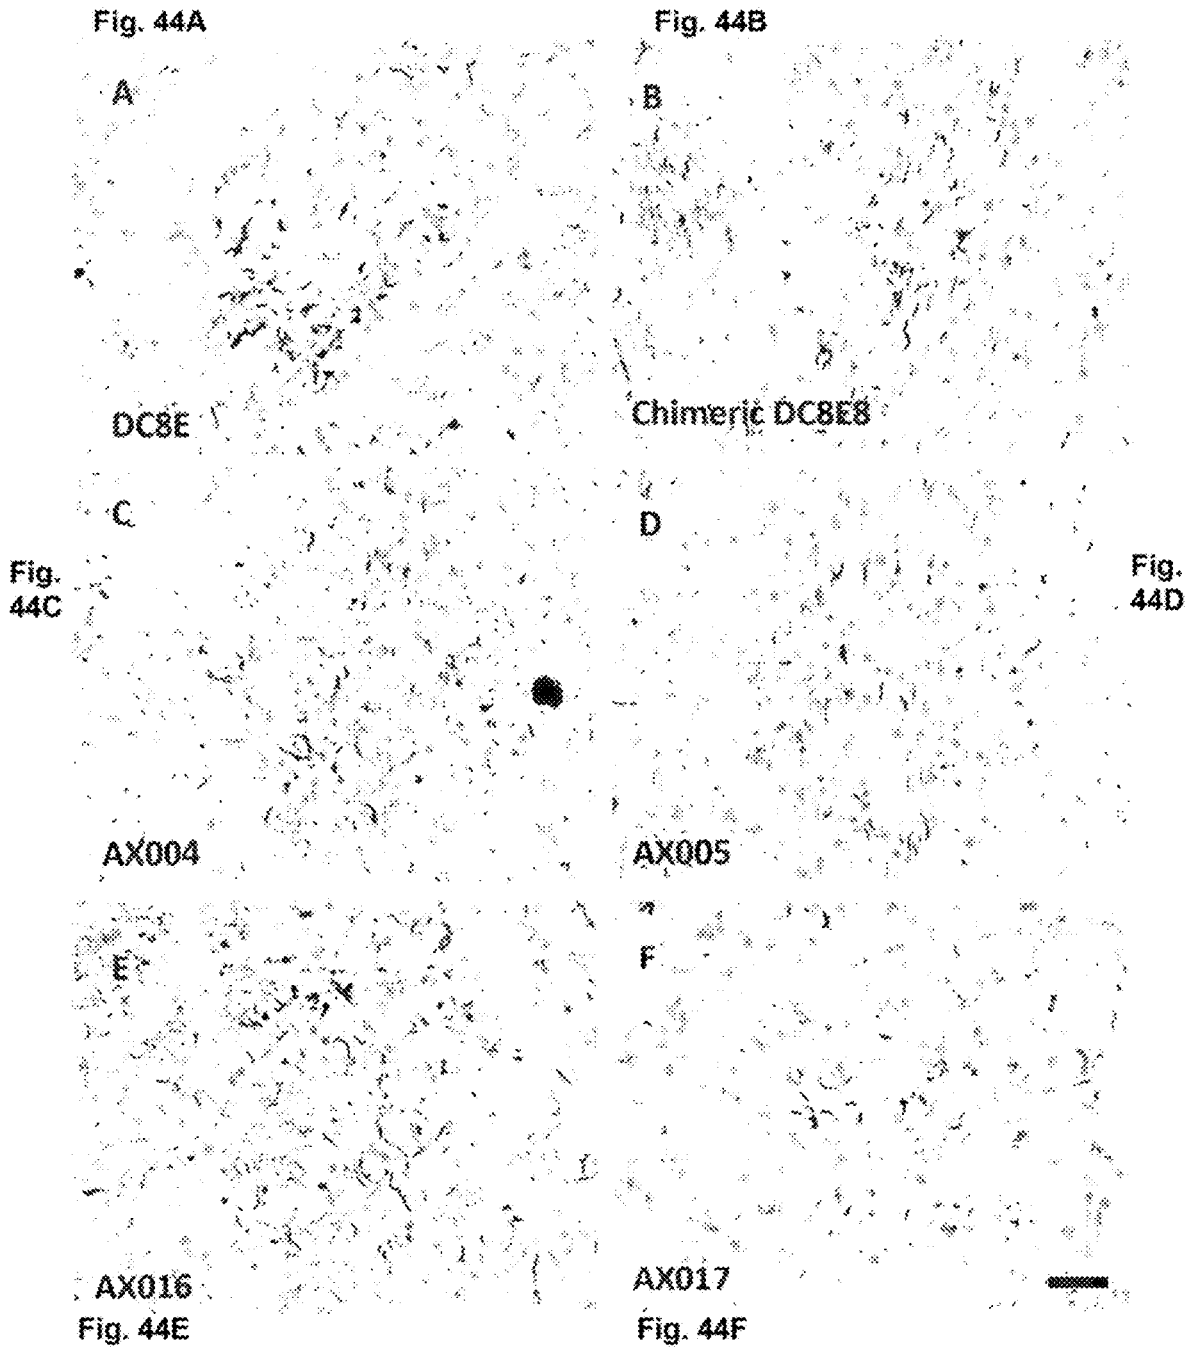 Fig. 44A
Fig. 44B
A
B
DC8E
Chimeric DC8E8
C
D
Fig.
44C
Fig.
44D
AX004
AX005
E
F
AX016
AX017
Fig. 44E
Fig. 44F